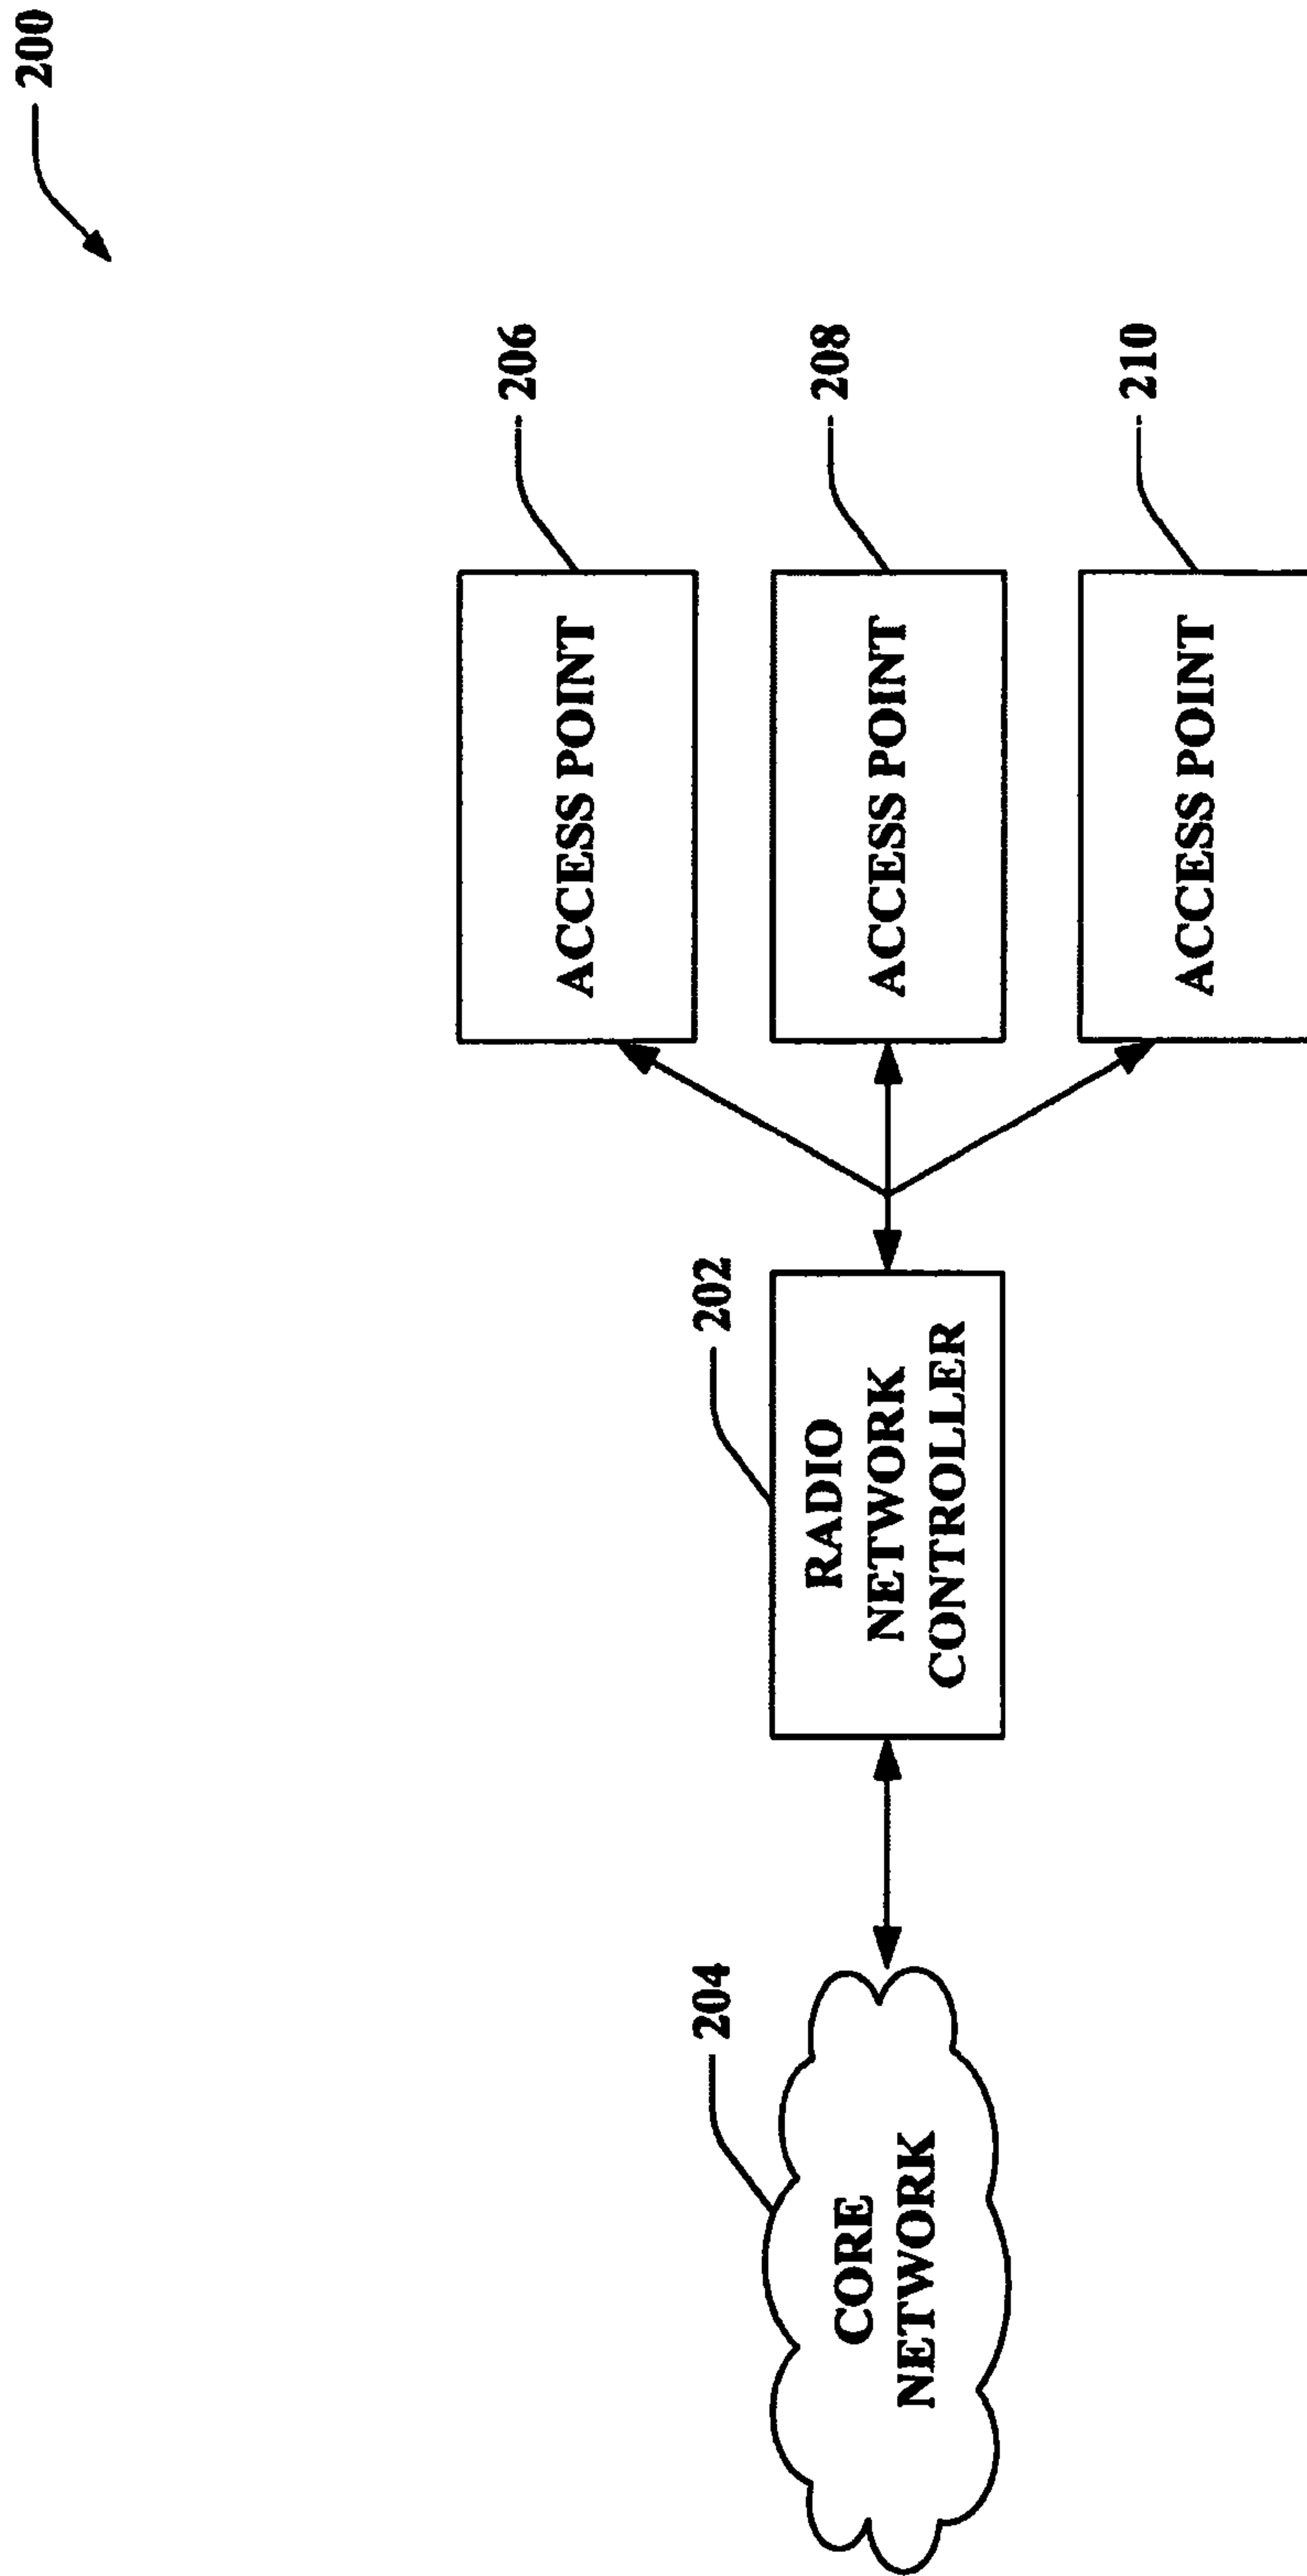 200
206
ACCESS POINT
208
ACCESS POINT
210
ACCESS POINT
202
RADIO
NETWORK
CONTROLLER
204
CORE
NETWORK